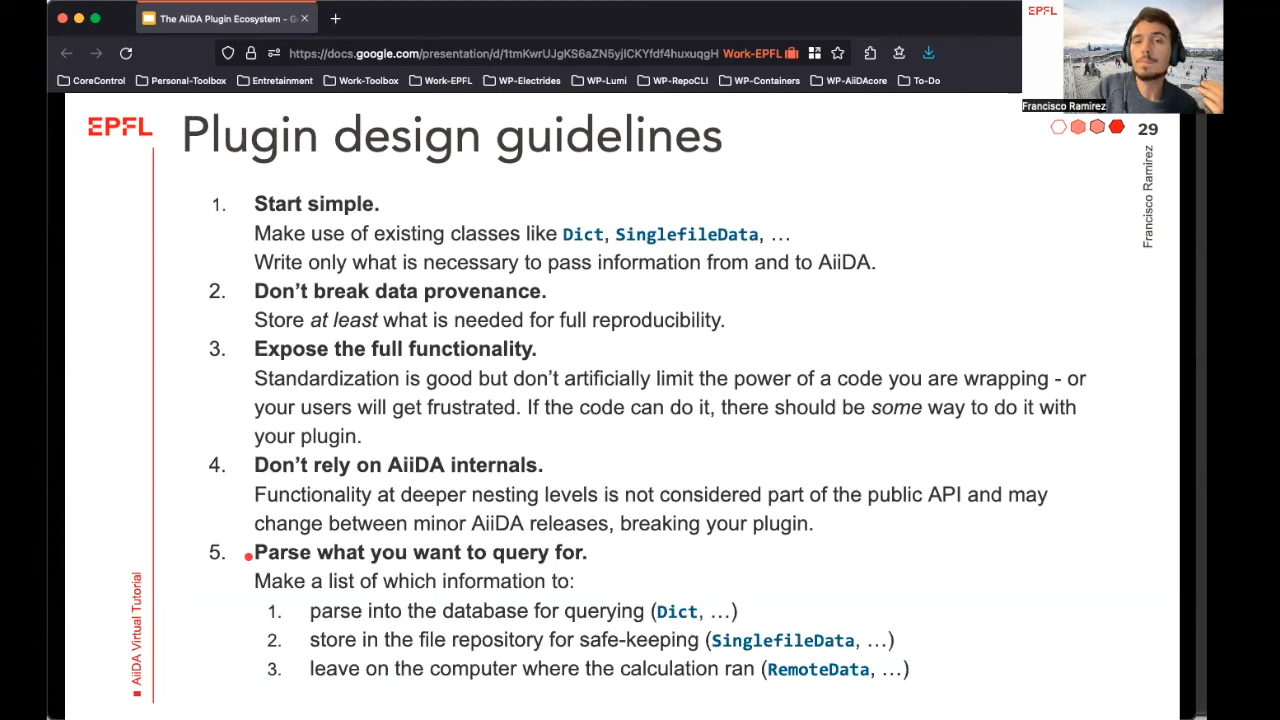 The AiiDA Plugin Ecosystem - G
https://docs.google.com/presentation/d/1tmKwrUJgKS6aZN5yjlCKYfdf4huxuqgH Work-EPFL
CoreControl Personal-Toolbox Entretainment Work-Toolbox WP-EPFL WP-Electrides WP-Lumi WP-RepoCLI WP-Containers WP-AiiDAcore To-Do
EPFL
Francisco Ramirez
EPFL
Plugin design guidelines
29
Francisco Ramirez
1. Start simple.
Make use of existing classes like Dict, SinglefileData, …
Write only what is necessary to pass information from and to AiiDA.
2. Don’t break data provenance.
Store at least what is needed for full reproducibility.
3. Expose the full functionality.
Standardization is good but don’t artificially limit the power of a code you are wrapping - or
your users will get frustrated. If the code can do it, there should be some way to do it with
your plugin.
4. Don’t rely on AiiDA internals.
Functionality at deeper nesting levels is not considered part of the public API and may
change between minor AiiDA releases, breaking your plugin.
5. Parse what you want to query for.
Make a list of which information to:
1. parse into the database for querying (Dict, …)
2. store in the file repository for safe-keeping (SinglefileData, …)
3. leave on the computer where the calculation ran (RemoteData, …)
AiiDA Virtual Tutorial